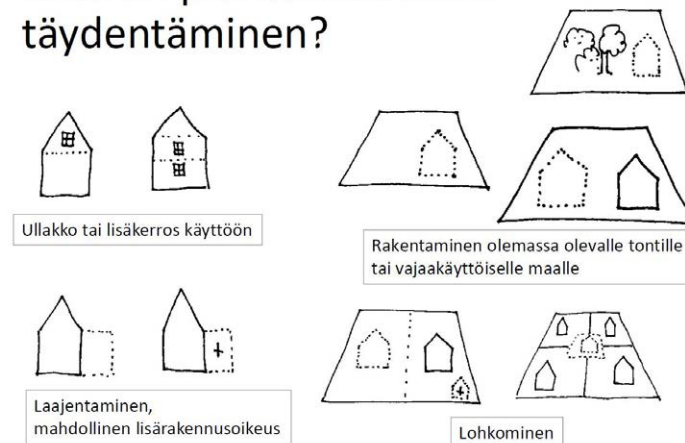 täydentäminen?
Ullakko tai lisäkerros käyttöön
Rakentaminen olemassa olevalle tontille
tai vajaakäyttöiselle maalle
Laajentaminen,
mahdollinen lisärakennusoikeus
Lohkominen